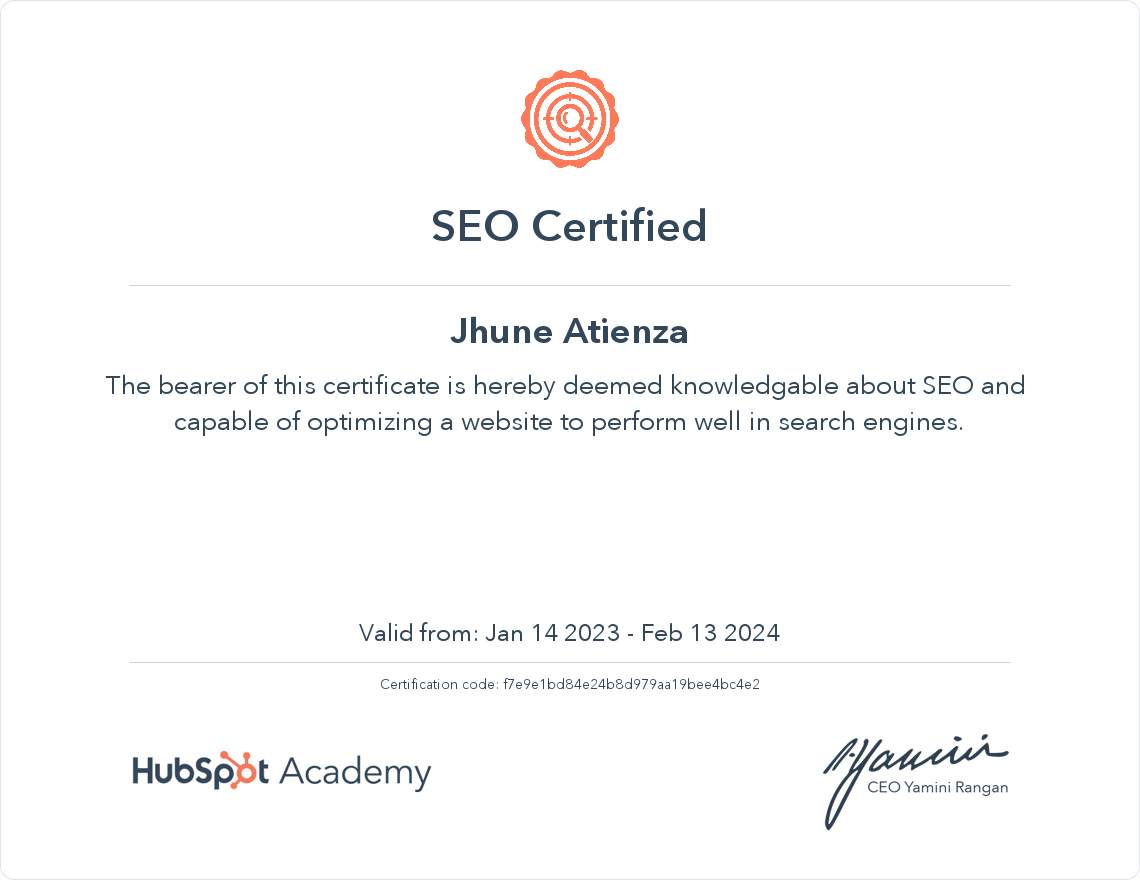 SEO Certified
Jhune Atienza
The bearer of this certificate is hereby deemed knowledgable about SEO and
capable of optimizing a website to perform well in search engines.
Valid from: Jan 14 2023 - Feb 13 2024
Certification code: f7e9e1bd84e24b8d979aa19bee4bc4e2
HubSpot Academy
CEO Yamini Rangan